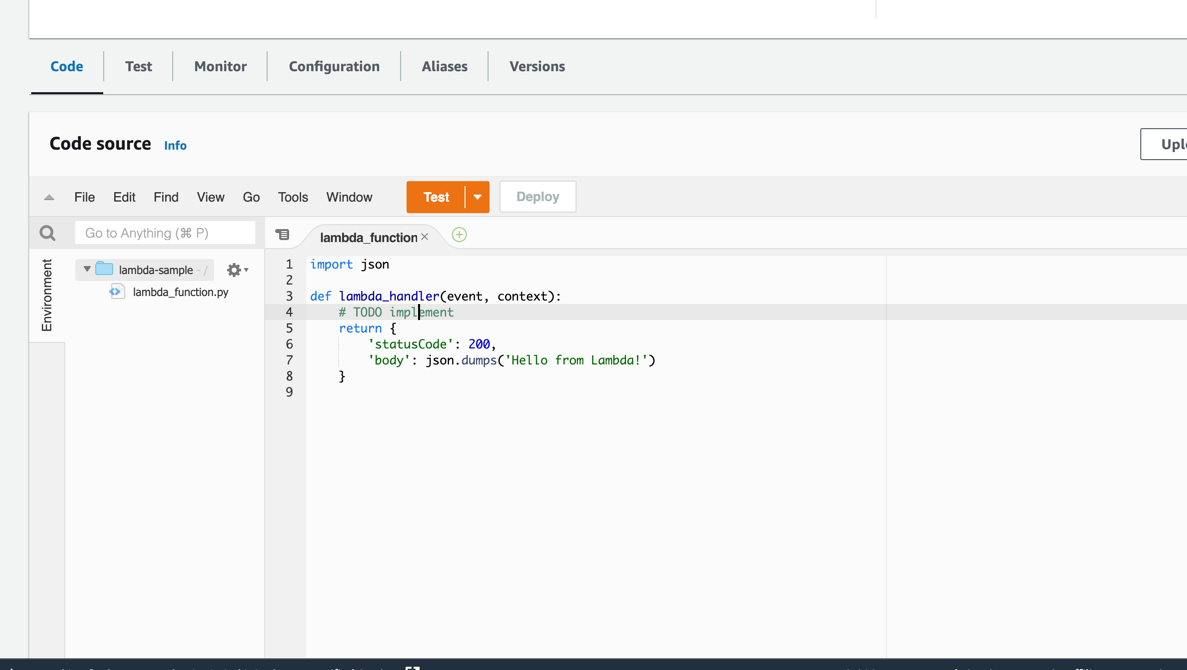 Code Test Monitor Configuration Aliases Versions
Code source Info
File Edit Find View Go Tools Window Test Deploy
Go to Anything (⌘ P)
lambda_function ×
Environment
lambda-sample - /
lambda_function.py
1 import json
2
3 def lambda_handler(event, context):
4 # TODO implement
5 return {
6 'statusCode': 200,
7 'body': json.dumps('Hello from Lambda!')
8 }
9